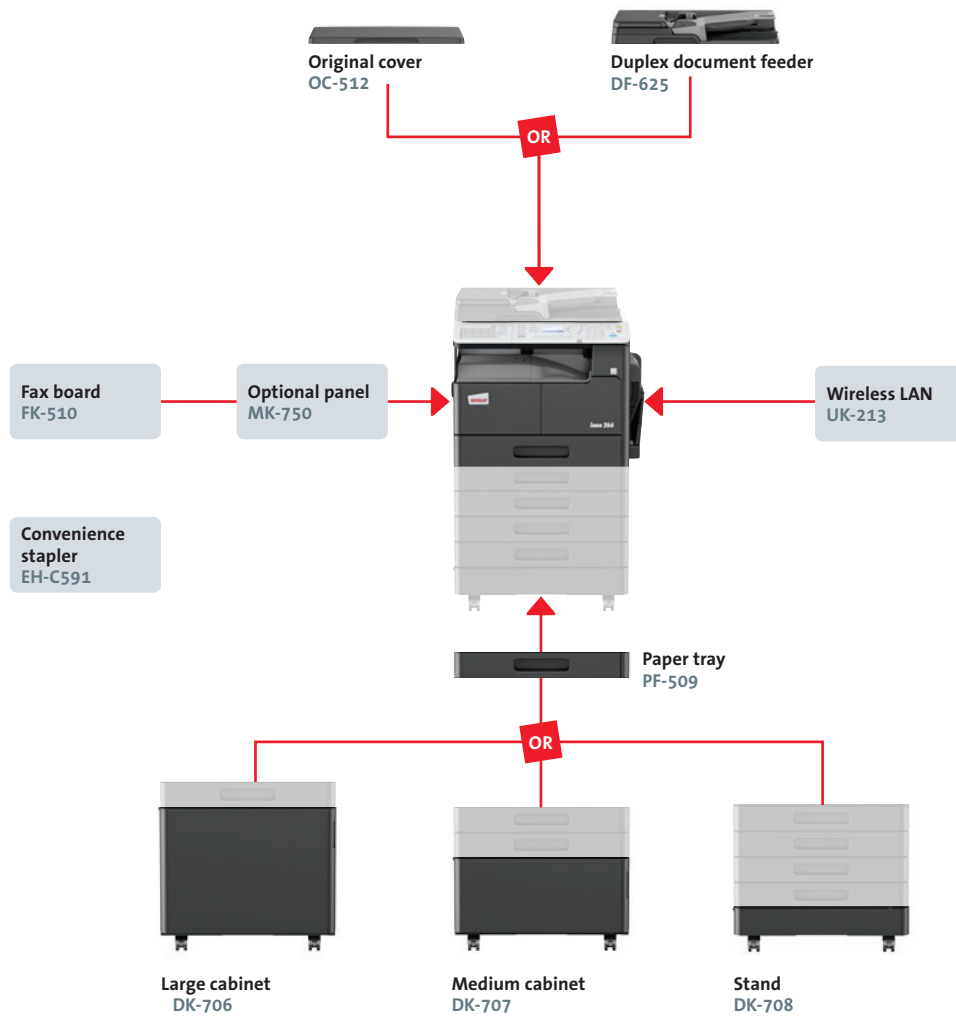 Original cover
OC-512
Duplex document feeder
DF-625
OR
Fax board
FK-510
Optional panel
MK-750
Wireless LAN
UK-213
ineo 266
Convenience
stapler
EH-C591
Paper tray
PF-509
OR
Large cabinet
DK-706
Medium cabinet
DK-707
Stand
DK-708